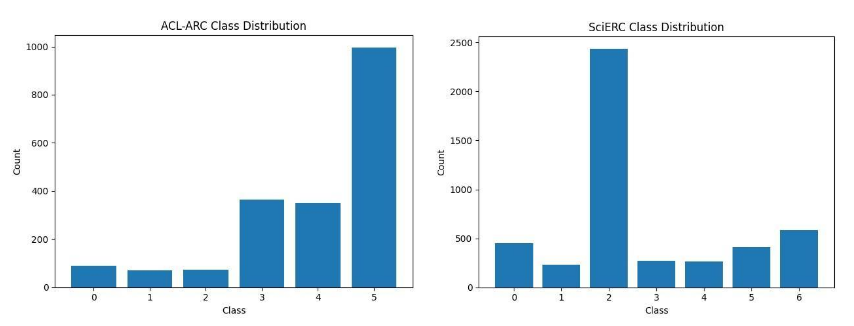 ACL-ARC Class Distribution
1000
800
600
400
200
0
Count
0 1 2 3 4 5
Class
SciERC Class Distribution
2500
2000
1500
1000
500
0
Count
0 1 2 3 4 5 6
Class